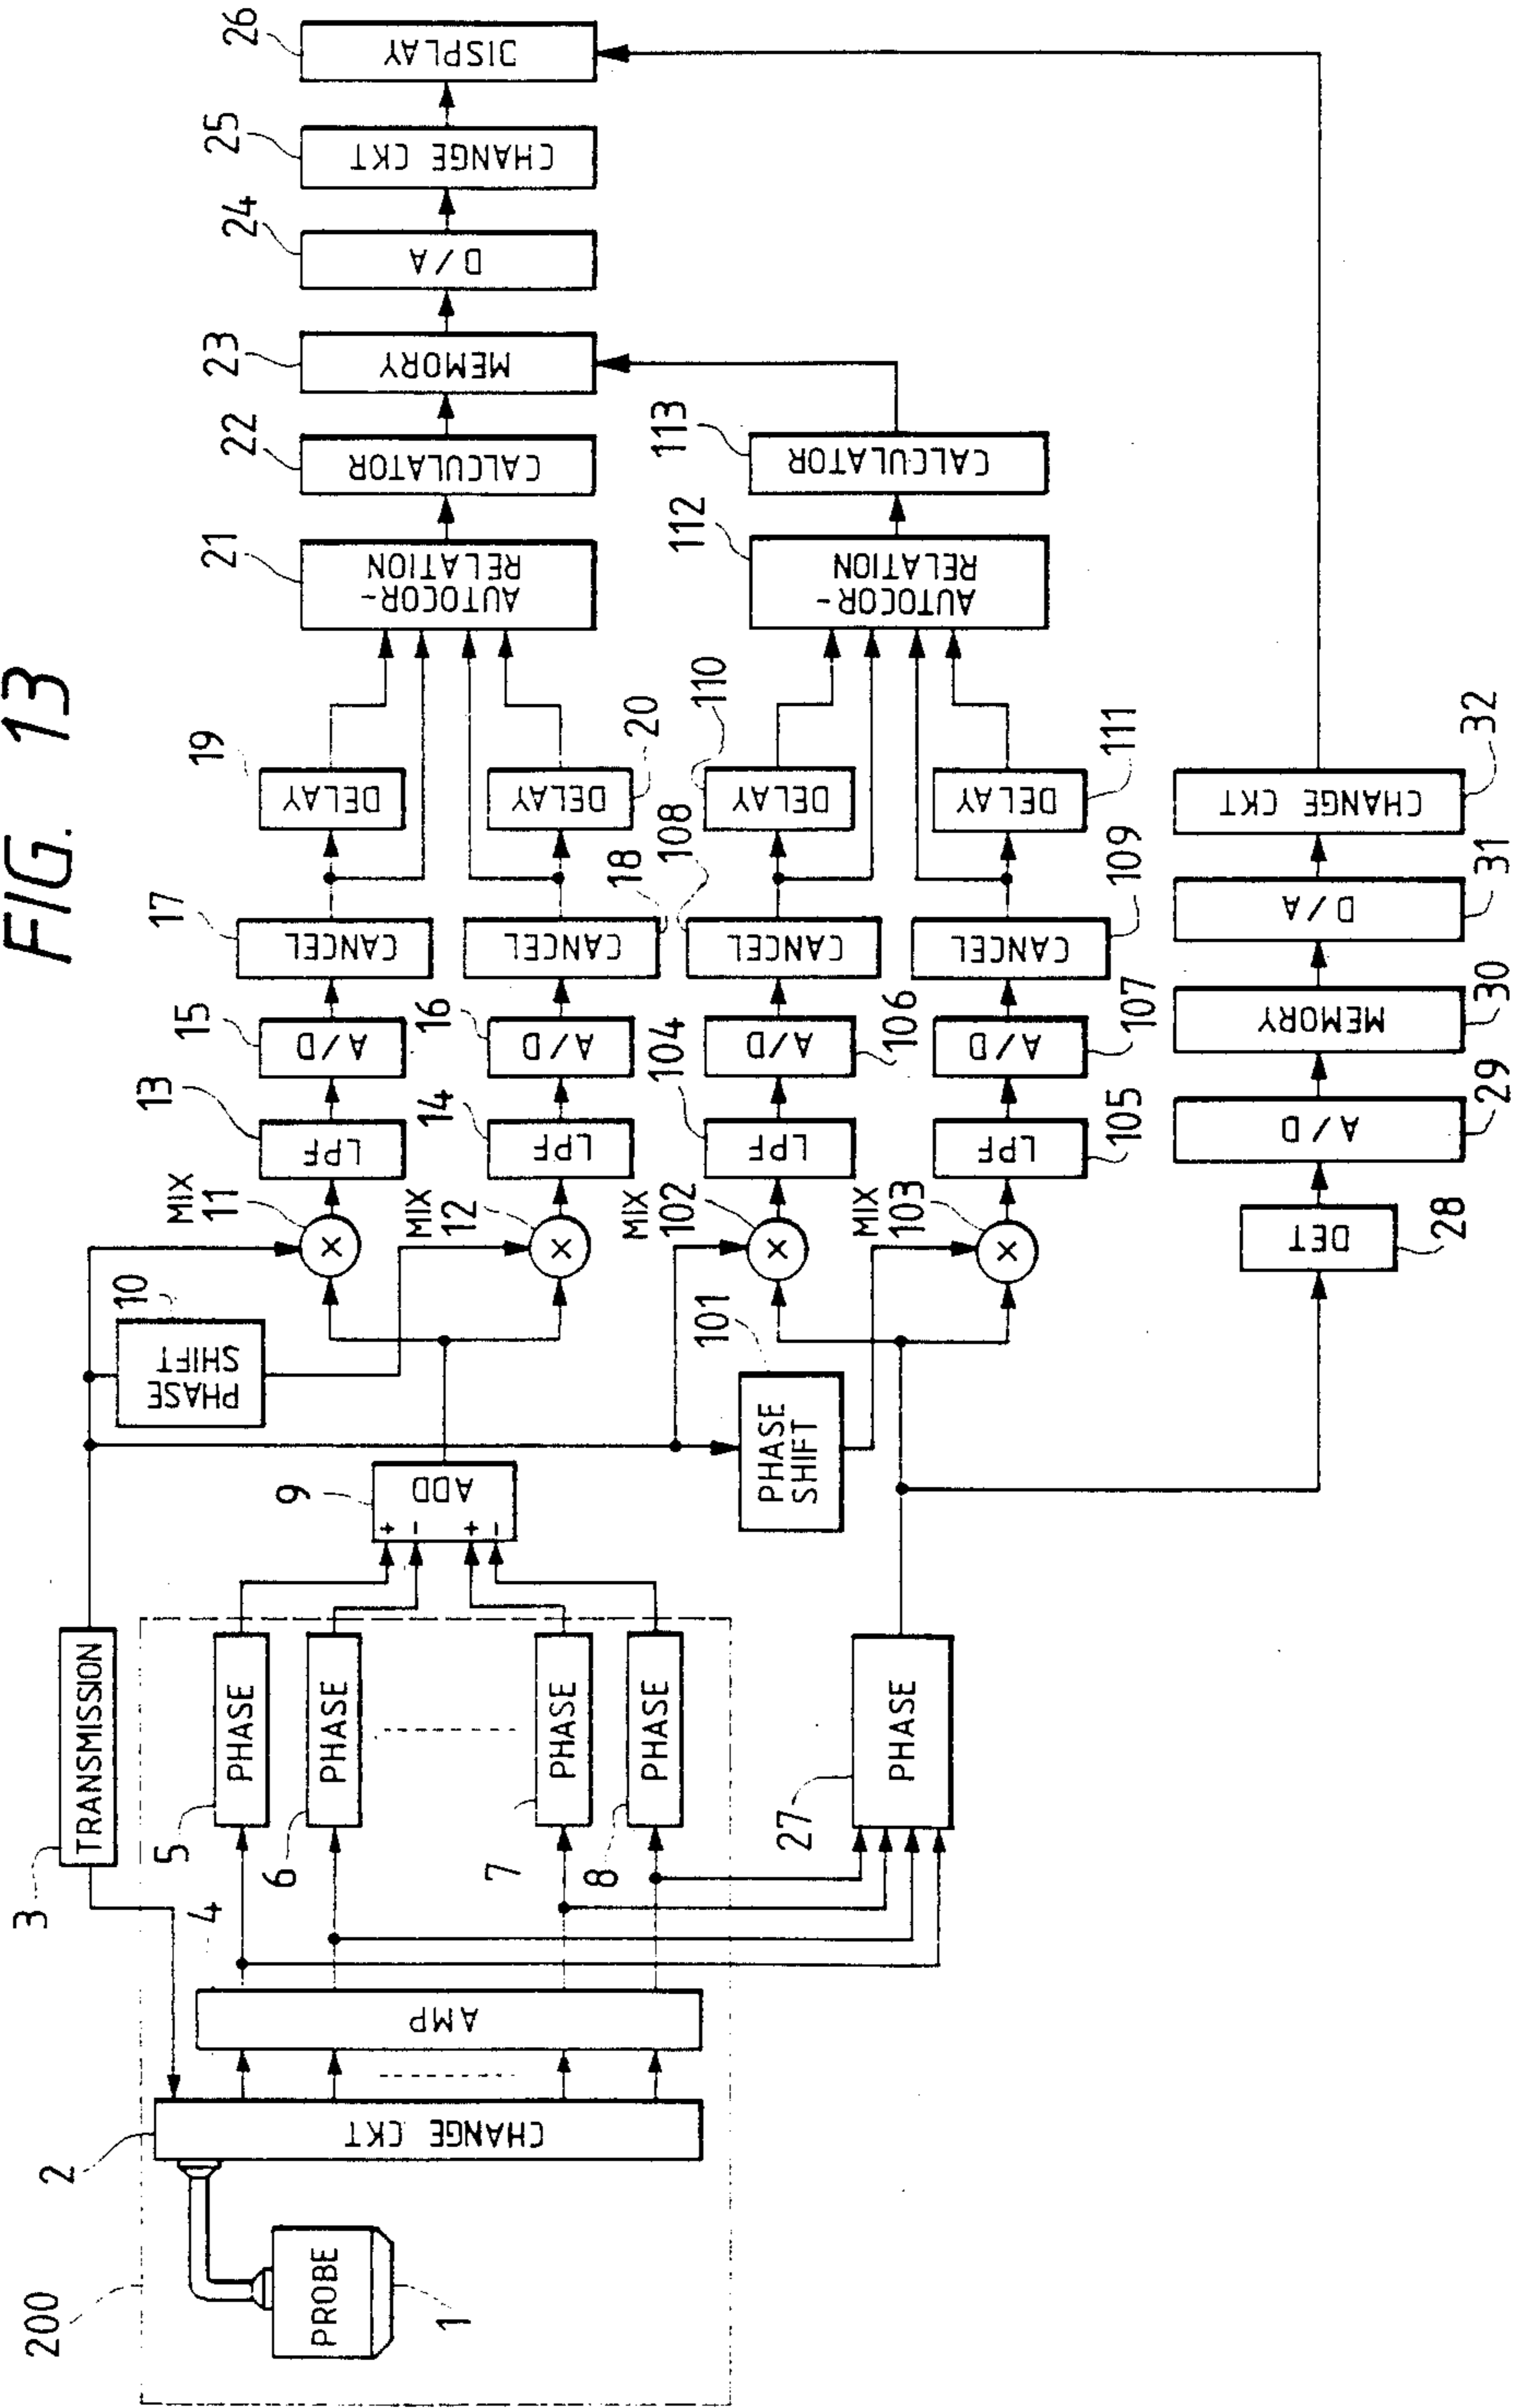 FIG. 13
200
PROBE
1
2
CHANGE CKT
3
TRANSMISSION
4
AMP
5
PHASE
6
PHASE
7
PHASE
8
PHASE
27
PHASE
9
ADD
+
-
+
-
10
PHASE
SHIFT
101
PHASE
SHIFT
MIX
11
×
MIX
12
×
MIX
102
×
MIX
103
×
13
LPF
14
LPF
104
LPF
105
LPF
15
A/D
16
A/D
106
A/D
107
A/D
17
CANCEL
18
CANCEL
108
CANCEL
109
CANCEL
19
DELAY
20
DELAY
110
DELAY
111
DELAY
21
AUTOCOR-
RELATION
112
AUTOCOR-
RELATION
22
CALCULATOR
113
CALCULATOR
23
MEMORY
24
D/A
25
CHANGE CKT
26
DISPLAY
28
DET
29
A/D
30
MEMORY
31
D/A
32
CHANGE CKT